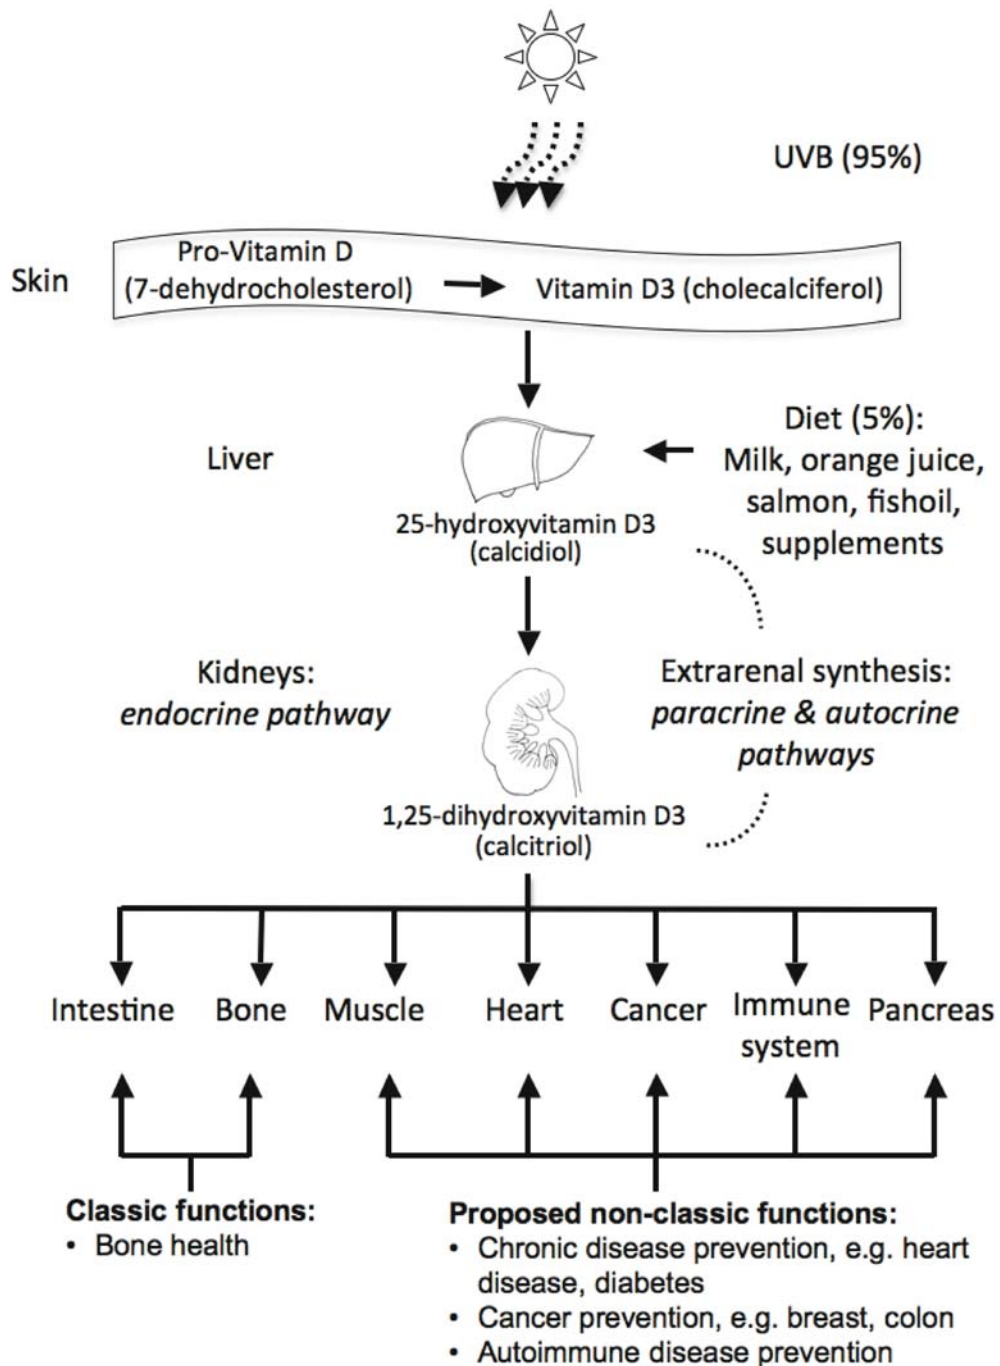 UVB (95%)
Skin
Pro-Vitamin D
(7-dehydrocholesterol)
Vitamin D3 (cholecalciferol)
Liver
Diet (5%):
Milk, orange juice,
salmon, fishoil,
supplements
25-hydroxyvitamin D3
(calcidiol)
Kidneys:
endocrine pathway
Extrarenal synthesis:
paracrine & autocrine
pathways
1,25-dihydroxyvitamin D3
(calcitriol)
Intestine
Bone
Muscle
Heart
Cancer
Immune
system
Pancreas
Classic functions:
• Bone health
Proposed non-classic functions:
• Chronic disease prevention, e.g. heart
disease, diabetes
• Cancer prevention, e.g. breast, colon
• Autoimmune disease prevention